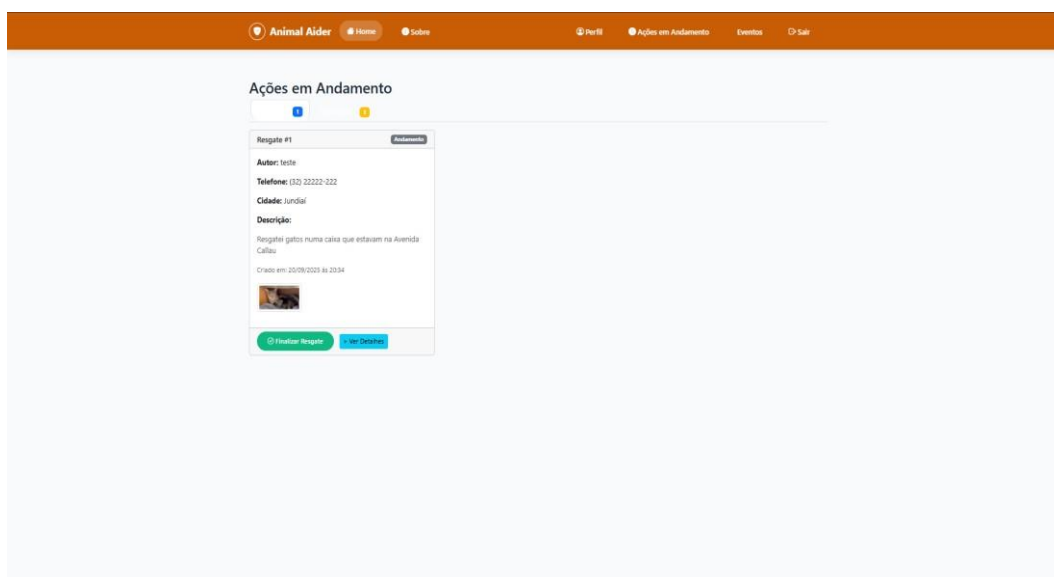 Animal Aider
Home
Sobre
Perfil
Ações em Andamento
Eventos
Sair
Ações em Andamento
1
Resgate #1
Andamento
Autor: teste
Telefone: (32) 22222-222
Cidade: Jundiaí
Descrição:
Resgatei gatos numa caixa que estavam na Avenida
Callau
Criado em: 20/09/2025 às 20:34
Finalizar Resgate
Ver Detalhes